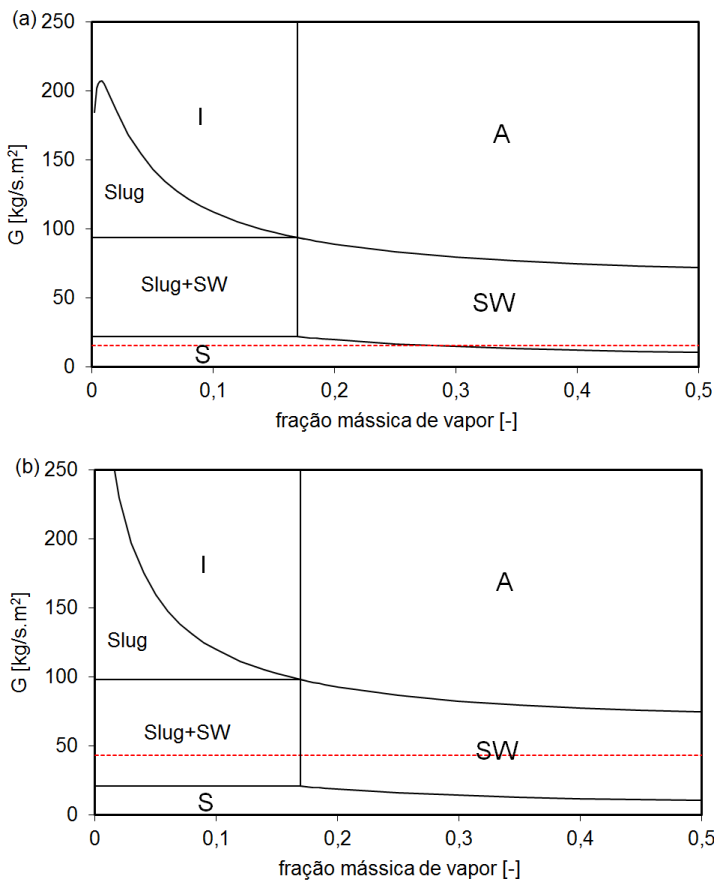 (a)
250
200
150
100
50
0
G [kg/s.m²]
I
A
Slug
Slug+SW
SW
S
0 0,1 0,2 0,3 0,4 0,5
fração mássica de vapor [-]
(b)
250
200
150
100
50
0
G [kg/s.m²]
I
A
Slug
Slug+SW
SW
S
0 0,1 0,2 0,3 0,4 0,5
fração mássica de vapor [-]